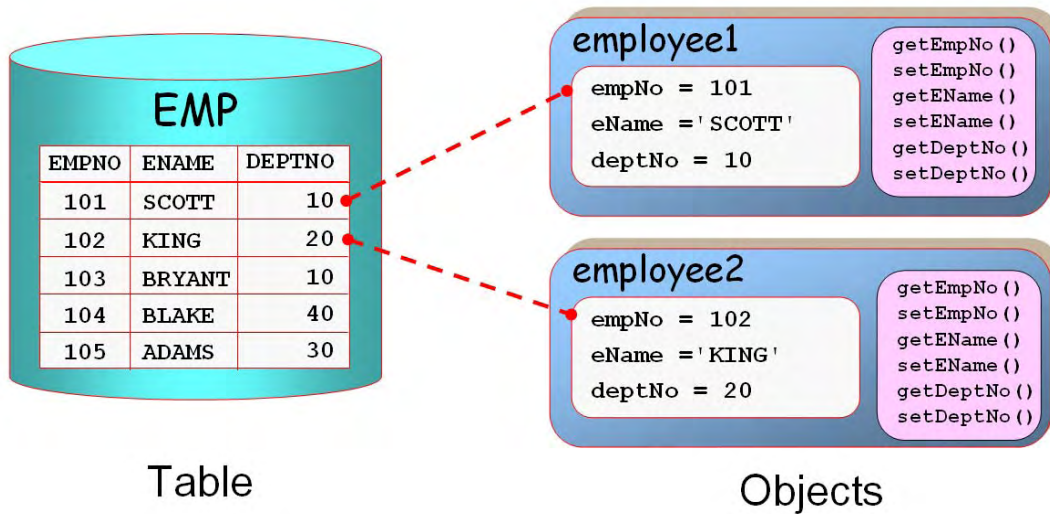 EMP
EMPNO ENAME DEPTNO
101 SCOTT 10
102 KING 20
103 BRYANT 10
104 BLAKE 40
105 ADAMS 30
Table
employee1
empNo = 101
eName ='SCOTT'
deptNo = 10
getEmpNo()
setEmpNo()
getEName()
setEName()
getDeptNo()
setDeptNo()
employee2
empNo = 102
eName ='KING'
deptNo = 20
getEmpNo()
setEmpNo()
getEName()
setEName()
getDeptNo()
setDeptNo()
Objects